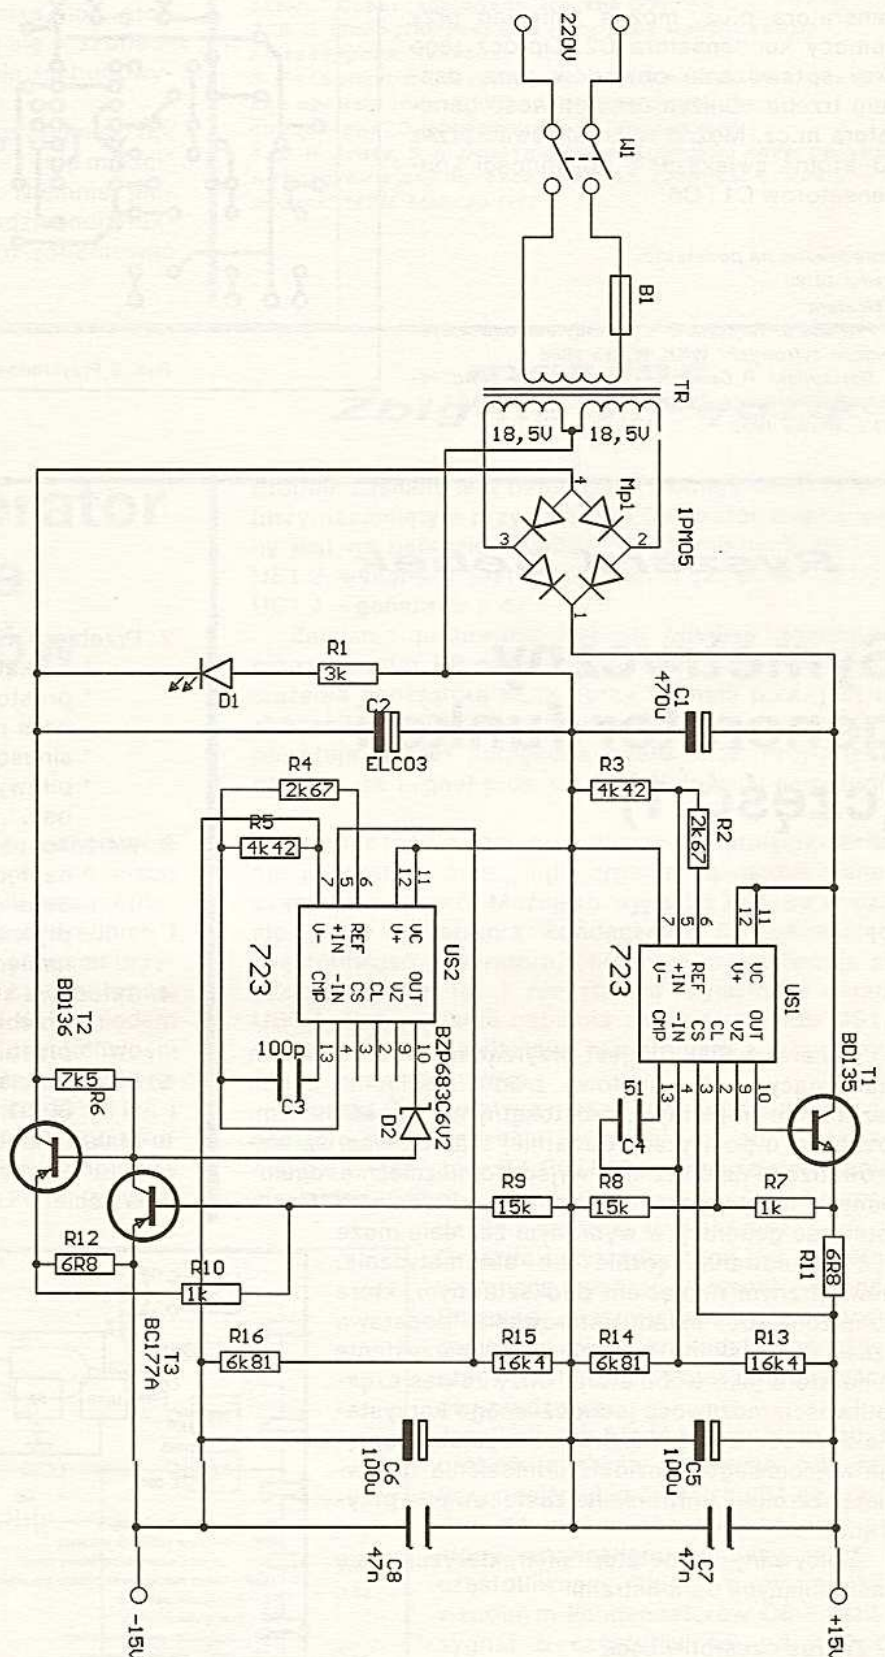 220V
W1
B1
TR
18,5V
18,5V
Mp1
1PM05
4
3
2
1
R1
3k
D1
C2
ELCO3
C1
470u
R4
2k67
R5
4k42
R3
4k42
R2
2k67
7
5
6
12
11
V-
+IN
REF
V+
VC
CMP
-IN
CS
CL
VZ
OUT
13
4
3
2
9
10
US2
723
7
5
6
12
11
V-
+IN
REF
V+
VC
CMP
-IN
CS
CL
VZ
OUT
13
4
3
2
9
10
US1
723
100p
C3
BZP683C6V2
D2
51
C4
T1
BD135
T2
BD136
7k5
R6
R9
15k
R8
15k
R7
1k
R11
6R8
R12
6R8
R10
1k
T3
BC177A
R16
6k81
R15
16k4
R14
6k81
R13
16k4
C6
100u
C5
100u
C8
47n
C7
47n
-15V
+15V